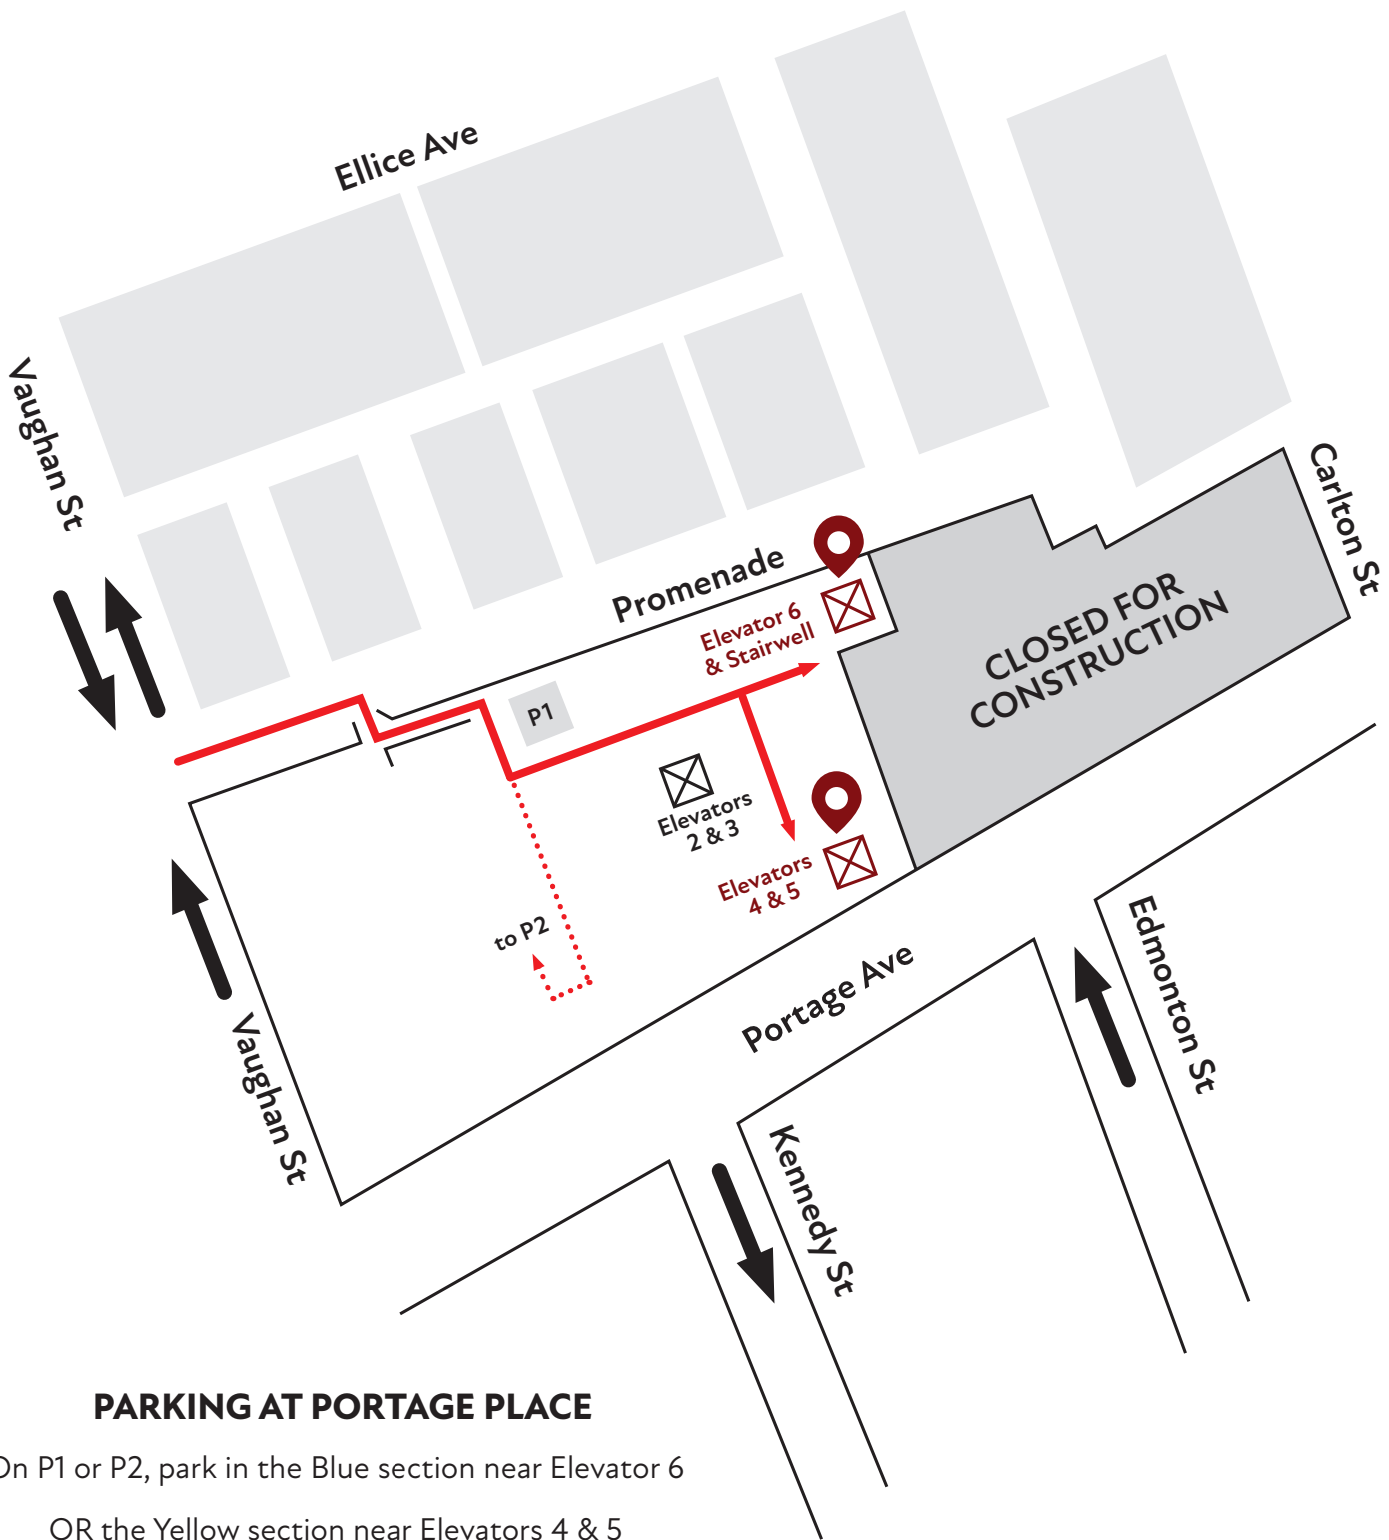 Ellice Ave
Vaughan St
Carlton St
Promenade
Elevator 6
& Stairwell
CLOSED FOR
CONSTRUCTION
P1
Elevators
2 & 3
Elevators
4 & 5
to P2
Portage Ave
Edmonton St
Vaughan St
Kennedy St
PARKING AT PORTAGE PLACE
On P1 or P2, park in the Blue section near Elevator 6
OR the Yellow section near Elevators 4 & 5